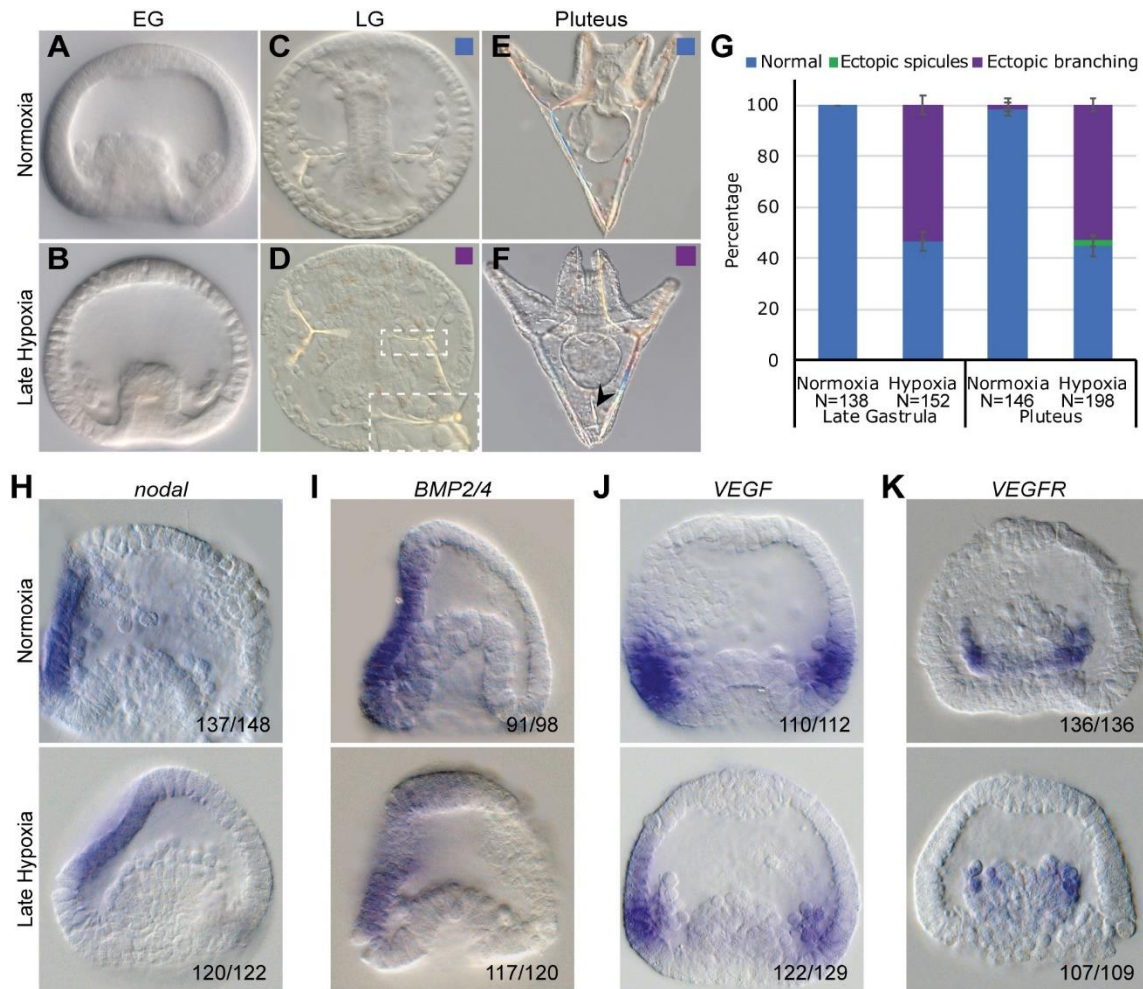 EG
LG
Pluteus
A
C
E
G
Normoxia
Normal Ectopic spicules Ectopic branching
100
80
60
40
20
0
Percentage
B
D
F
Late Hypoxia
Normoxia Hypoxia Normoxia Hypoxia
N=138 N=152 N=146 N=198
Late Gastrula Pluteus
H nodal
I BMP2/4
J VEGF
K VEGFR
Normoxia
137/148
91/98
110/112
136/136
Late Hypoxia
120/122
117/120
122/129
107/109